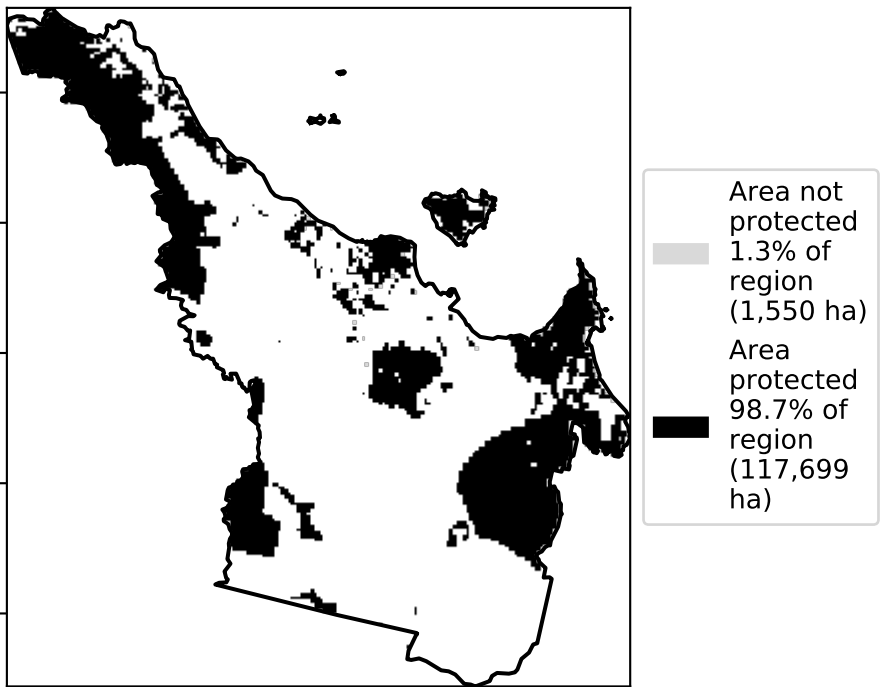 Area not
protected
1.3% of
region
(1,550 ha)
Area
protected
98.7% of
region
(117,699
ha)